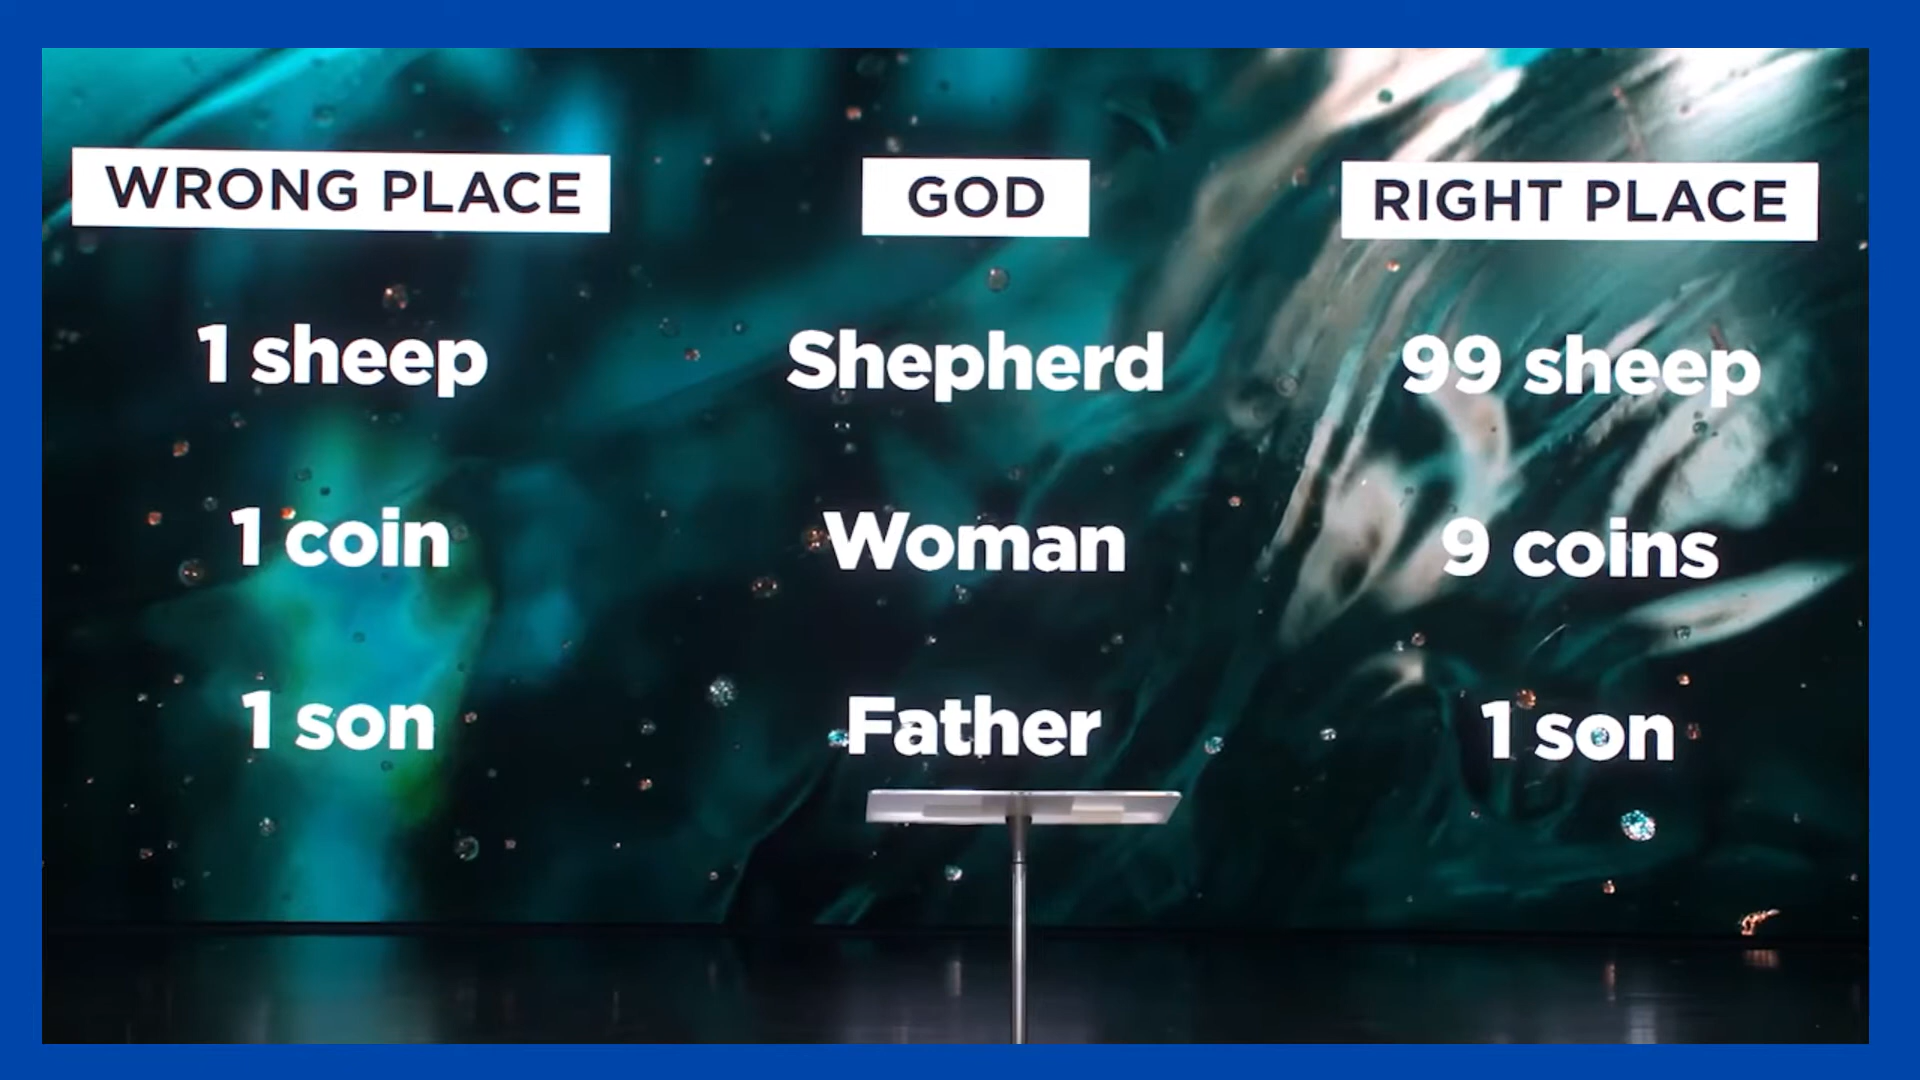 WRONG PLACE GOD RIGHT PLACE
1 sheep Shepherd 99 sheep
1 coin Woman 9 coins
1 son Father 1 son